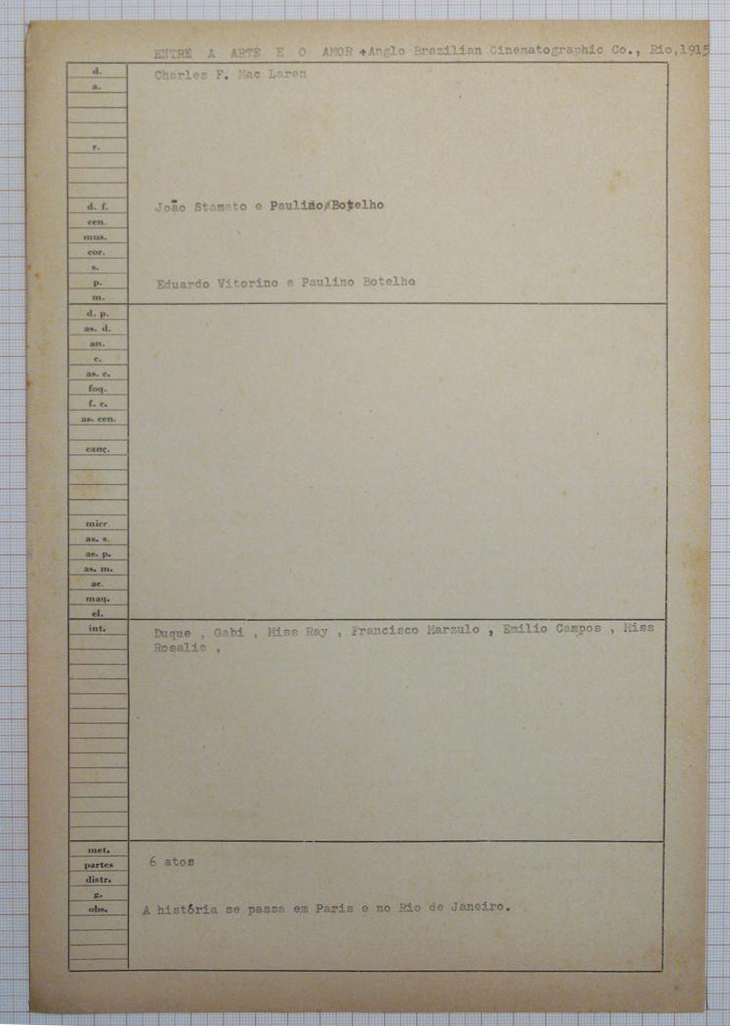 ENTRE A ARTE E O AMOR + Anglo Brazilian Cinematographic Co., Rio,1915
d. Charles F. Mac Laren
a.
r.
d. f. João Stamato e Paulino/Botelho
cen.
mus.
cor.
s.
p. Eduardo Vitorino e Paulino Botelho
m.
d. p.
as. d.
an.
c.
as. c.
foq.
f. c.
as. cen.
canç.
micr.
as. s.
as. p.
as. m.
ac.
maq.
el.
int. Duque , Gabi , Miss Ray , Francisco Marzulo , Emilio Campos , Miss
Rosalie ,
met.
partes 6 atos
distr.
g.
obs. A história se passa em Paris e no Rio de Janeiro.